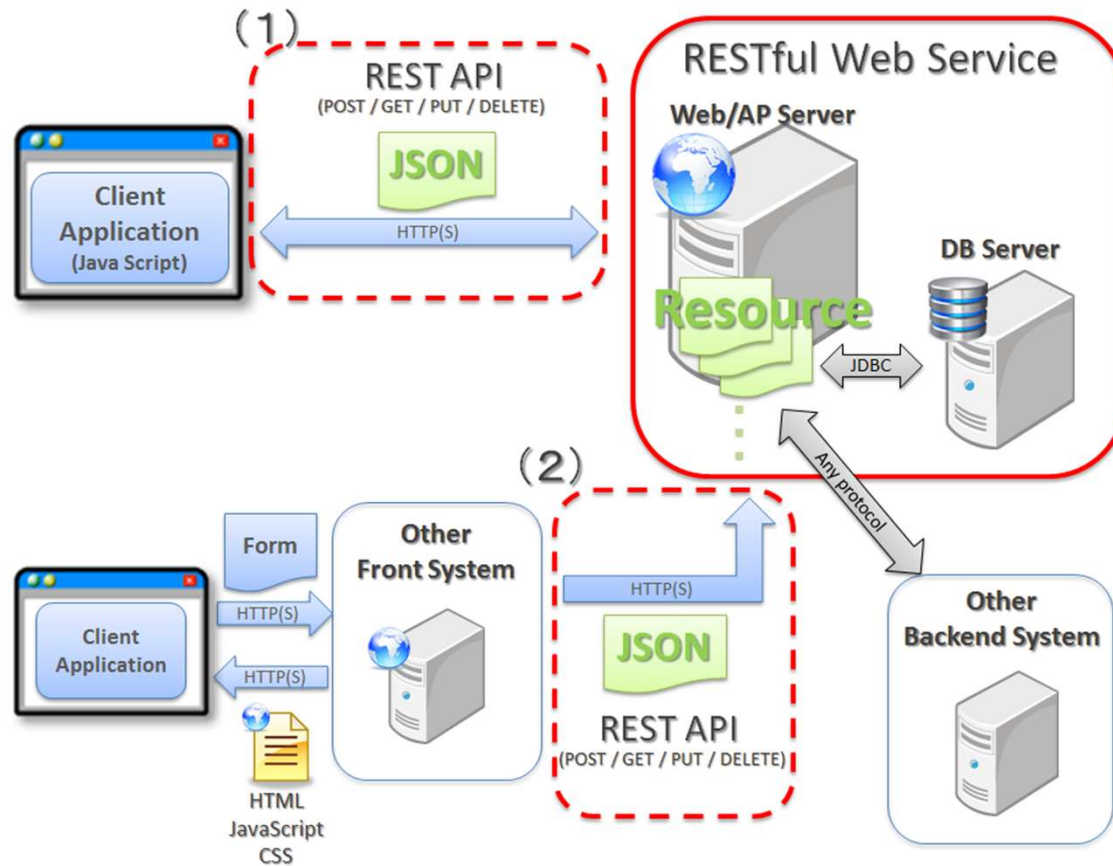 (1)
REST API
(POST / GET / PUT / DELETE)
JSON
HTTP(S)
Client
Application
(Java Script)
RESTful Web Service
Web/AP Server
Resource
DB Server
JDBC
Any protocol
(2)
Form
HTTP(S)
HTTP(S)
Client
Application
HTML
JavaScript
CSS
Other
Front System
HTTP(S)
JSON
REST API
(POST / GET / PUT / DELETE)
Other
Backend System